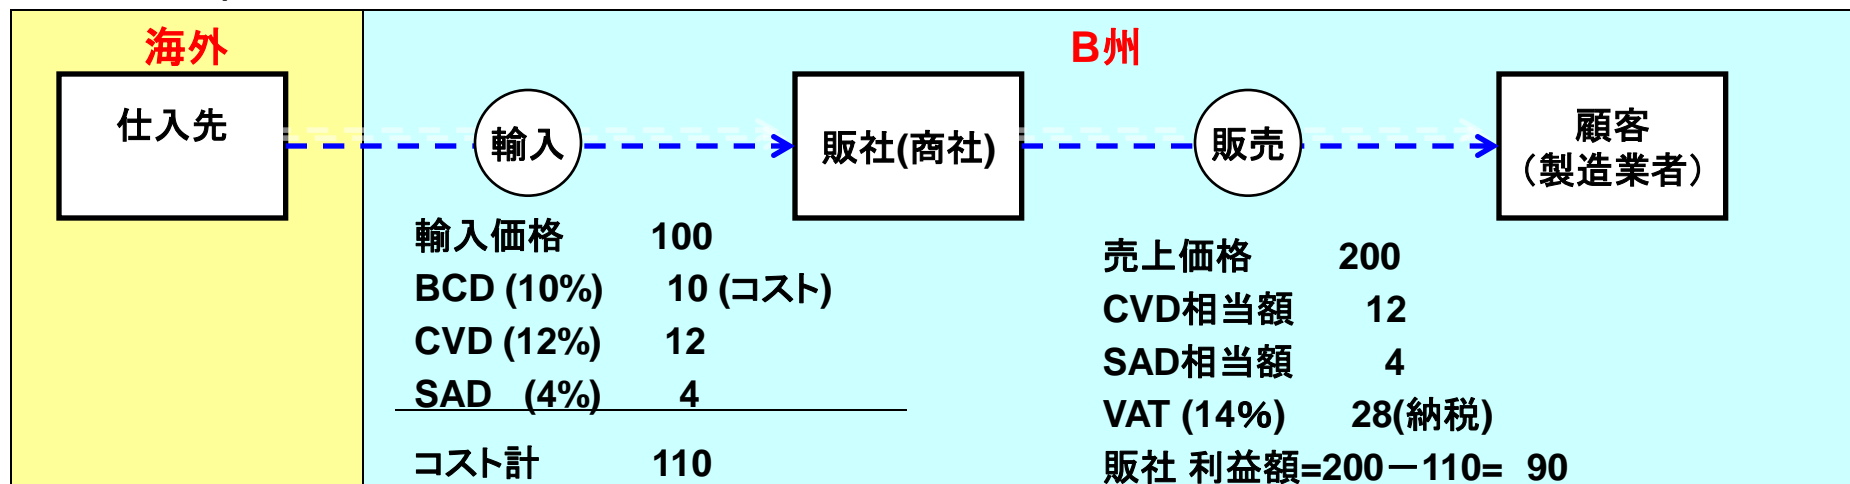 海外
B州
仕入先
輸入
販社(商社)
販売
顧客
（製造業者）
輸入価格 100
BCD (10%) 10 (コスト)
CVD (12%) 12
SAD (4%) 4
コスト計 110
売上価格 200
CVD相当額 12
SAD相当額 4
VAT (14%) 28(納税)
販社 利益額=200－110= 90